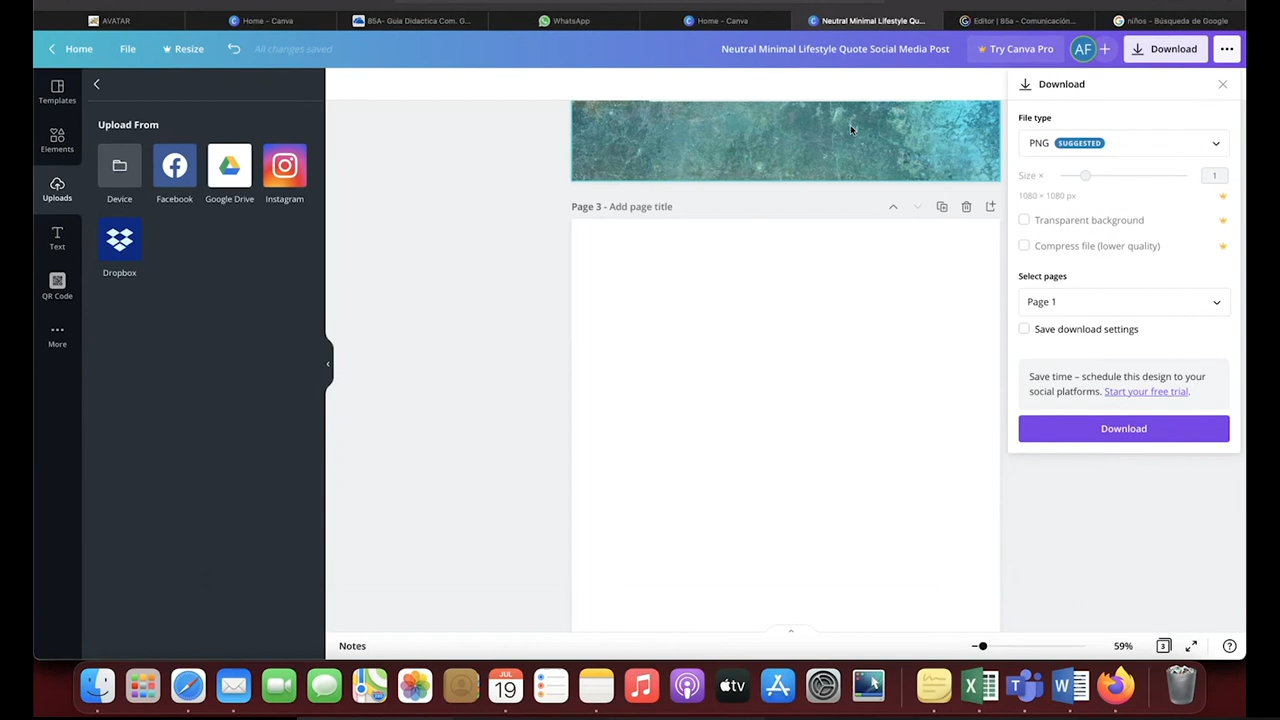 AVATAR
Home - Canva
85A- Guia Didactica Com. G...
WhatsApp
Home - Canva
Neutral Minimal Lifestyle Qu...
Editor | 85a - Comunicación...
niños - Búsqueda de Google
Home
File
Resize
All changes saved
Neutral Minimal Lifestyle Quote Social Media Post
Try Canva Pro
AF
Download
Templates
Elements
Uploads
Text
QR Code
More
Upload From
Device
Facebook
Google Drive
Instagram
Dropbox
Page 3 - Add page title
Download
File type
PNG SUGGESTED
Size ×
1
1080 × 1080 px
Transparent background
Compress file (lower quality)
Select pages
Page 1
Save download settings
Save time – schedule this design to your
social platforms. Start your free trial.
Download
Notes
59%
3
JUL
19
tv